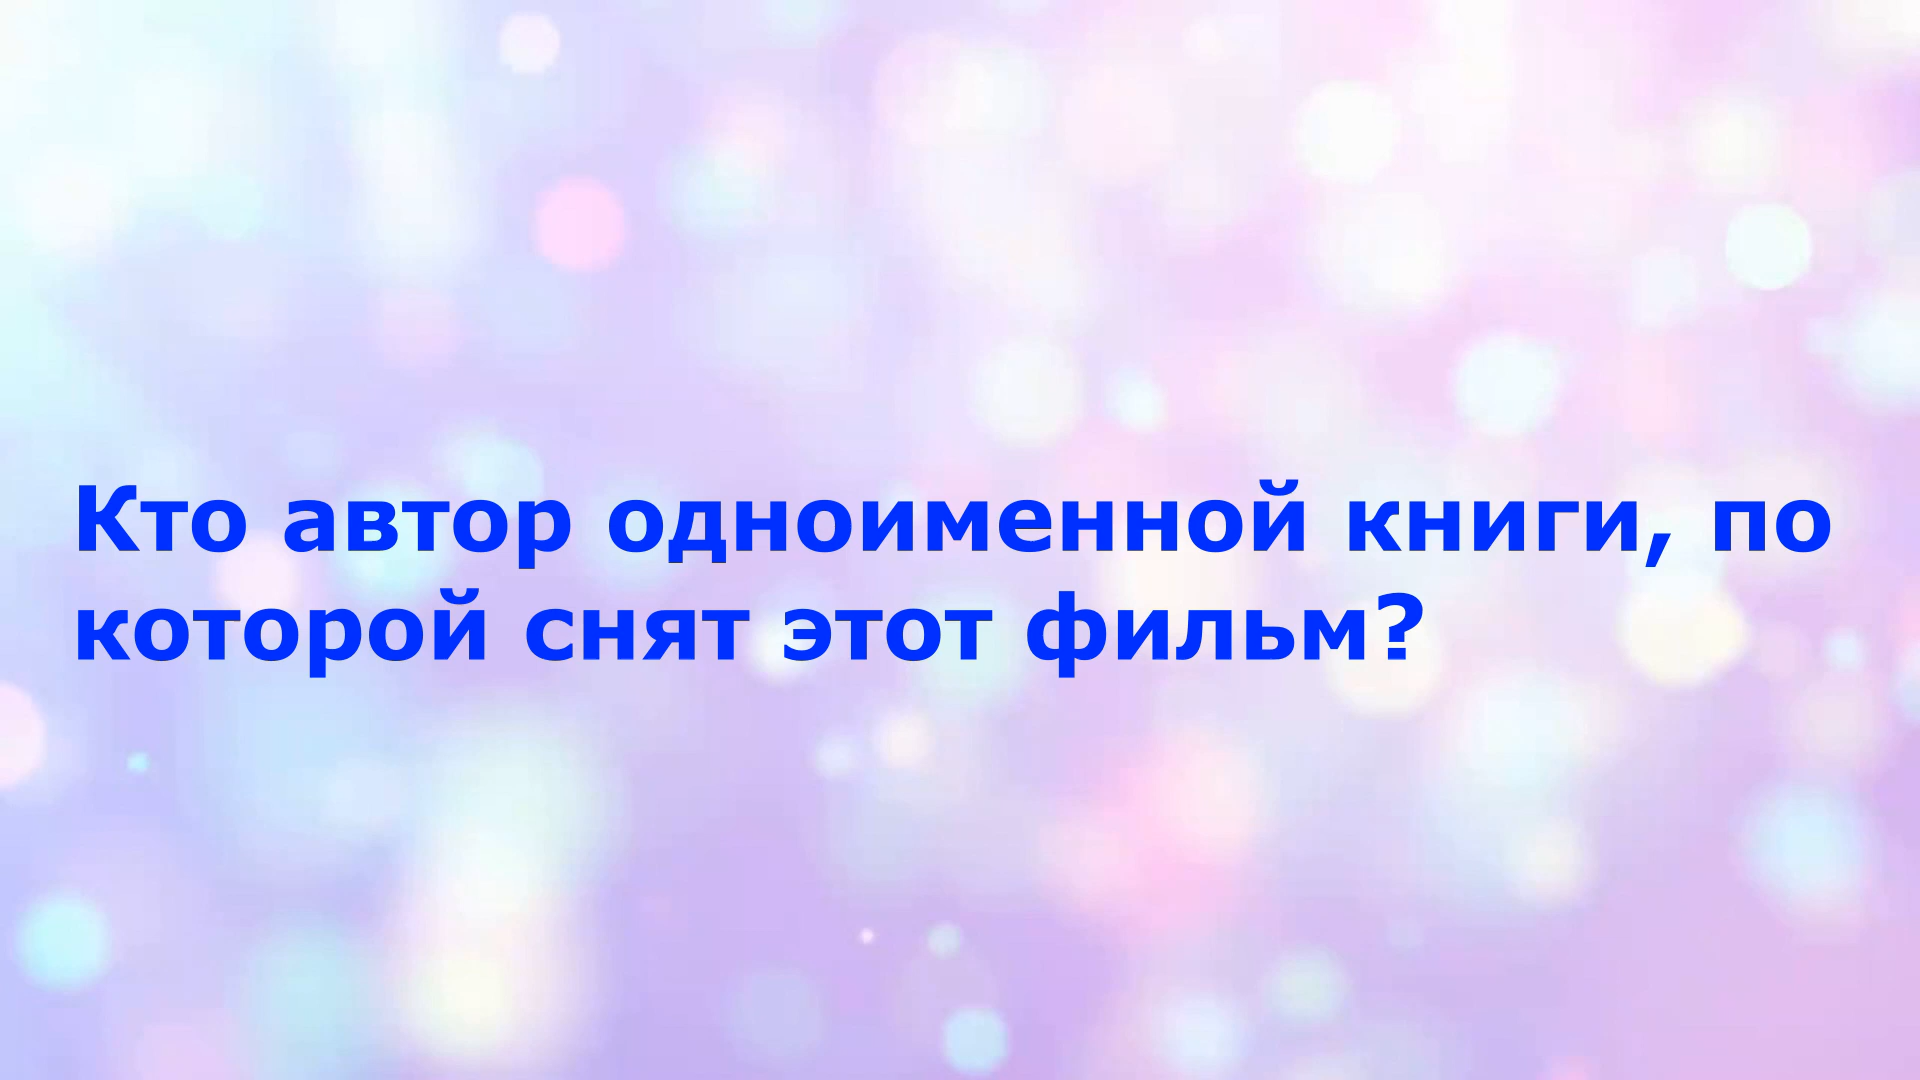 Кто автор одноименной книги, по
которой снят этот фильм?